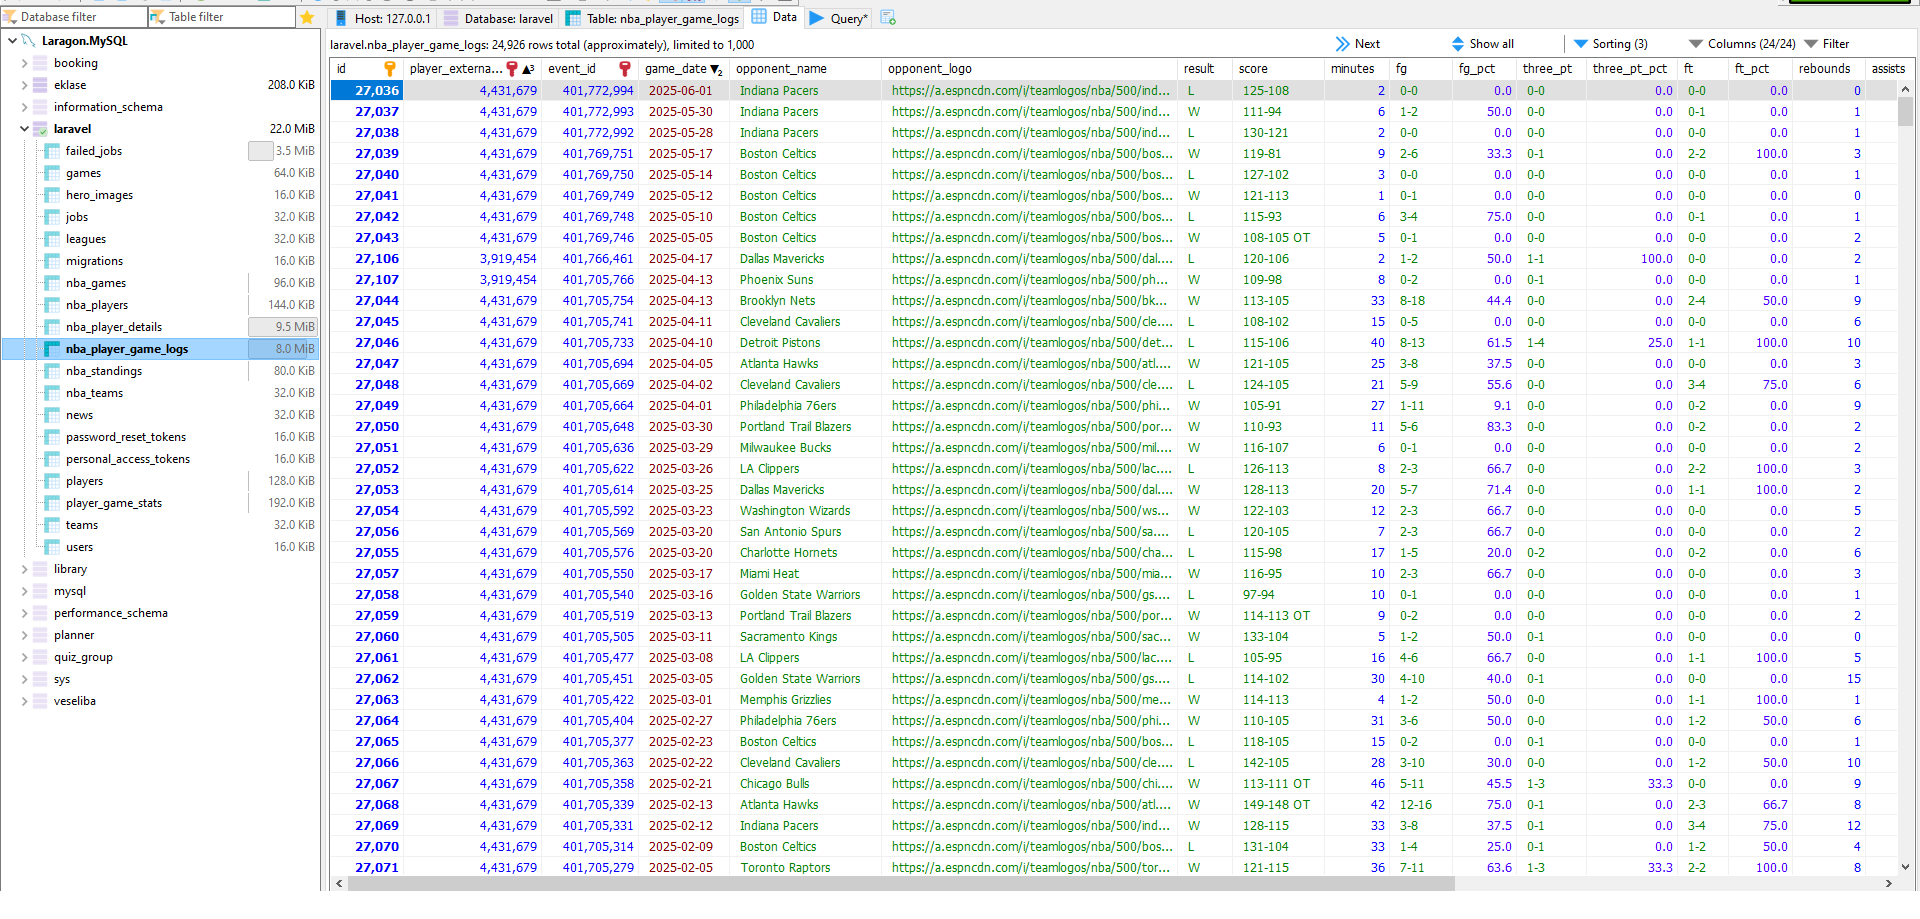 Database filter Table filter Host: 127.0.0.1 Database: laravel Table: nba_player_game_logs Data Query*
Laragon.MySQL
booking
eklase 208.0 KiB
information_schema
laravel 22.0 MiB
failed_jobs 3.5 MiB
games 64.0 KiB
hero_images 16.0 KiB
jobs 32.0 KiB
leagues 32.0 KiB
migrations 16.0 KiB
nba_games 96.0 KiB
nba_players 144.0 KiB
nba_player_details 9.5 MiB
nba_player_game_logs 8.0 MiB
nba_standings 80.0 KiB
nba_teams 32.0 KiB
news 32.0 KiB
password_reset_tokens 16.0 KiB
personal_access_tokens 16.0 KiB
players 128.0 KiB
player_game_stats 192.0 KiB
teams 32.0 KiB
users 16.0 KiB
library
mysql
performance_schema
planner
quiz_group
sys
veseliba
laravel.nba_player_game_logs: 24,926 rows total (approximately), limited to 1,000 Next Show all Sorting (3) Columns (24/24) Filter
id player_externa... 3 event_id game_date 2 opponent_name opponent_logo result score minutes fg fg_pct three_pt three_pt_pct ft ft_pct rebounds assists
27,036 4,431,679 401,772,994 2025-06-01 Indiana Pacers https://a.espncdn.com/i/teamlogos/nba/500/ind... L 125-108 2 0-0 0.0 0-0 0.0 0-0 0.0 0
27,037 4,431,679 401,772,993 2025-05-30 Indiana Pacers https://a.espncdn.com/i/teamlogos/nba/500/ind... W 111-94 6 1-2 50.0 0-0 0.0 0-1 0.0 1
27,038 4,431,679 401,772,992 2025-05-28 Indiana Pacers https://a.espncdn.com/i/teamlogos/nba/500/ind... L 130-121 2 0-0 0.0 0-0 0.0 0-0 0.0 1
27,039 4,431,679 401,769,751 2025-05-17 Boston Celtics https://a.espncdn.com/i/teamlogos/nba/500/bos... W 119-81 9 2-6 33.3 0-1 0.0 2-2 100.0 3
27,040 4,431,679 401,769,750 2025-05-14 Boston Celtics https://a.espncdn.com/i/teamlogos/nba/500/bos... L 127-102 3 0-0 0.0 0-0 0.0 0-0 0.0 1
27,041 4,431,679 401,769,749 2025-05-12 Boston Celtics https://a.espncdn.com/i/teamlogos/nba/500/bos... W 121-113 1 0-1 0.0 0-0 0.0 0-0 0.0 0
27,042 4,431,679 401,769,748 2025-05-10 Boston Celtics https://a.espncdn.com/i/teamlogos/nba/500/bos... L 115-93 6 3-4 75.0 0-0 0.0 0-1 0.0 1
27,043 4,431,679 401,769,746 2025-05-05 Boston Celtics https://a.espncdn.com/i/teamlogos/nba/500/bos... W 108-105 OT 5 0-1 0.0 0-0 0.0 0-0 0.0 2
27,106 3,919,454 401,766,461 2025-04-17 Dallas Mavericks https://a.espncdn.com/i/teamlogos/nba/500/dal... L 120-106 2 1-2 50.0 1-1 100.0 0-0 0.0 2
27,107 3,919,454 401,705,766 2025-04-13 Phoenix Suns https://a.espncdn.com/i/teamlogos/nba/500/ph... W 109-98 8 0-2 0.0 0-1 0.0 0-0 0.0 1
27,044 4,431,679 401,705,754 2025-04-13 Brooklyn Nets https://a.espncdn.com/i/teamlogos/nba/500/bk... W 113-105 33 8-18 44.4 0-0 0.0 2-4 50.0 9
27,045 4,431,679 401,705,741 2025-04-11 Cleveland Cavaliers https://a.espncdn.com/i/teamlogos/nba/500/cle... L 108-102 15 0-5 0.0 0-0 0.0 0-0 0.0 6
27,046 4,431,679 401,705,733 2025-04-10 Detroit Pistons https://a.espncdn.com/i/teamlogos/nba/500/det... L 115-106 40 8-13 61.5 1-4 25.0 1-1 100.0 10
27,047 4,431,679 401,705,694 2025-04-05 Atlanta Hawks https://a.espncdn.com/i/teamlogos/nba/500/atl... W 121-105 25 3-8 37.5 0-0 0.0 0-0 0.0 3
27,048 4,431,679 401,705,669 2025-04-02 Cleveland Cavaliers https://a.espncdn.com/i/teamlogos/nba/500/cle... L 124-105 21 5-9 55.6 0-0 0.0 3-4 75.0 6
27,049 4,431,679 401,705,664 2025-04-01 Philadelphia 76ers https://a.espncdn.com/i/teamlogos/nba/500/phi... W 105-91 27 1-11 9.1 0-0 0.0 0-2 0.0 9
27,050 4,431,679 401,705,648 2025-03-30 Portland Trail Blazers https://a.espncdn.com/i/teamlogos/nba/500/por... W 110-93 11 5-6 83.3 0-0 0.0 0-2 0.0 2
27,051 4,431,679 401,705,636 2025-03-29 Milwaukee Bucks https://a.espncdn.com/i/teamlogos/nba/500/mil... W 116-107 6 0-1 0.0 0-0 0.0 0-0 0.0 2
27,052 4,431,679 401,705,622 2025-03-26 LA Clippers https://a.espncdn.com/i/teamlogos/nba/500/lac... L 126-113 8 2-3 66.7 0-0 0.0 2-2 100.0 3
27,053 4,431,679 401,705,614 2025-03-25 Dallas Mavericks https://a.espncdn.com/i/teamlogos/nba/500/dal... W 128-113 20 5-7 71.4 0-0 0.0 1-1 100.0 2
27,054 4,431,679 401,705,592 2025-03-23 Washington Wizards https://a.espncdn.com/i/teamlogos/nba/500/ws... W 122-103 12 2-3 66.7 0-0 0.0 0-0 0.0 5
27,056 4,431,679 401,705,569 2025-03-20 San Antonio Spurs https://a.espncdn.com/i/teamlogos/nba/500/sa... L 120-105 7 2-3 66.7 0-0 0.0 0-0 0.0 2
27,055 4,431,679 401,705,576 2025-03-20 Charlotte Hornets https://a.espncdn.com/i/teamlogos/nba/500/cha... L 115-98 17 1-5 20.0 0-2 0.0 0-0 0.0 6
27,057 4,431,679 401,705,550 2025-03-17 Miami Heat https://a.espncdn.com/i/teamlogos/nba/500/mia... W 116-95 10 2-3 66.7 0-0 0.0 0-0 0.0 3
27,058 4,431,679 401,705,540 2025-03-16 Golden State Warriors https://a.espncdn.com/i/teamlogos/nba/500/gs... L 97-94 10 0-1 0.0 0-0 0.0 0-0 0.0 1
27,059 4,431,679 401,705,519 2025-03-13 Portland Trail Blazers https://a.espncdn.com/i/teamlogos/nba/500/por... W 114-113 OT 9 0-2 0.0 0-0 0.0 0-0 0.0 2
27,060 4,431,679 401,705,505 2025-03-11 Sacramento Kings https://a.espncdn.com/i/teamlogos/nba/500/sac... W 133-104 5 1-2 50.0 0-1 0.0 0-0 0.0 0
27,061 4,431,679 401,705,477 2025-03-08 LA Clippers https://a.espncdn.com/i/teamlogos/nba/500/lac... L 105-95 16 4-6 66.7 0-0 0.0 1-1 100.0 5
27,062 4,431,679 401,705,451 2025-03-05 Golden State Warriors https://a.espncdn.com/i/teamlogos/nba/500/gs... L 114-102 30 4-10 40.0 0-1 0.0 0-0 0.0 15
27,063 4,431,679 401,705,422 2025-03-01 Memphis Grizzlies https://a.espncdn.com/i/teamlogos/nba/500/me... W 114-113 4 1-2 50.0 0-0 0.0 1-1 100.0 1
27,064 4,431,679 401,705,404 2025-02-27 Philadelphia 76ers https://a.espncdn.com/i/teamlogos/nba/500/phi... W 110-105 31 3-6 50.0 0-0 0.0 1-2 50.0 6
27,065 4,431,679 401,705,377 2025-02-23 Boston Celtics https://a.espncdn.com/i/teamlogos/nba/500/bos... L 118-105 15 0-2 0.0 0-1 0.0 0-0 0.0 1
27,066 4,431,679 401,705,363 2025-02-22 Cleveland Cavaliers https://a.espncdn.com/i/teamlogos/nba/500/cle... L 142-105 28 3-10 30.0 0-0 0.0 1-2 50.0 10
27,067 4,431,679 401,705,358 2025-02-21 Chicago Bulls https://a.espncdn.com/i/teamlogos/nba/500/chi... W 113-111 OT 46 5-11 45.5 1-3 33.3 0-0 0.0 9
27,068 4,431,679 401,705,339 2025-02-13 Atlanta Hawks https://a.espncdn.com/i/teamlogos/nba/500/atl... W 149-148 OT 42 12-16 75.0 0-1 0.0 2-3 66.7 8
27,069 4,431,679 401,705,331 2025-02-12 Indiana Pacers https://a.espncdn.com/i/teamlogos/nba/500/ind... W 128-115 33 3-8 37.5 0-1 0.0 3-4 75.0 12
27,070 4,431,679 401,705,314 2025-02-09 Boston Celtics https://a.espncdn.com/i/teamlogos/nba/500/bos... L 131-104 33 1-4 25.0 0-1 0.0 1-2 50.0 4
27,071 4,431,679 401,705,279 2025-02-05 Toronto Raptors https://a.espncdn.com/i/teamlogos/nba/500/tor... W 121-115 36 7-11 63.6 1-3 33.3 2-2 100.0 8